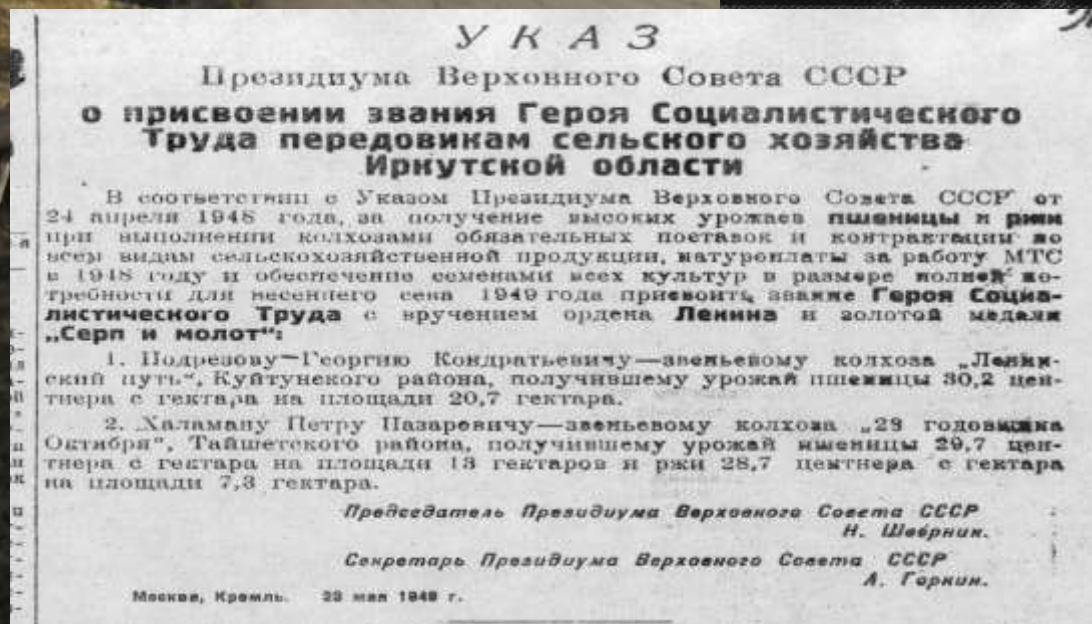 УКАЗ
Президиума Верховного Совета СССР
о присвоении звания Героя Социалистического
Труда передовикам сельского хозяйства
Иркутской области
В соответствии с Указом Президиума Верховного Совета СССР от
24 апреля 1948 года, за получение высоких урожаев пшеницы и ржи
при выполнении колхозами обязательных поставок и контрактации по
всем видам сельскохозяйственной продукции, натуроплаты за работу МТС
в 1948 году и обеспечение семенами всех культур в размере полной по-
требности для весеннего сева 1949 года присвоить звание Героя Социа-
листического Труда с вручением ордена Ленина и золотой медали
„Серп и молот“:
1. Подрезову Георгию Кондратьевичу—звеньевому колхоза „Ленин-
ский путь“, Куйтунского района, получившему урожай пшеницы 30,2 цен-
тнера с гектара на площади 20,7 гектара.
2. Халаману Петру Назаровичу—звеньевому колхоза годовщина
Октября“, Тайшетского района, получившему урожай пшеницы 29,7 цен-
тнера с гектара на площади 13 гектаров и ржи 28,7 центнера с гектара
на площади 7,3 гектара.
Председатель Президиума Верховного Совета СССР
Н. Шверник.
Секретарь Президиума Верховного Совета СССР
А. Горкин.
Москва, Кремль. 23 мая 1949 г.